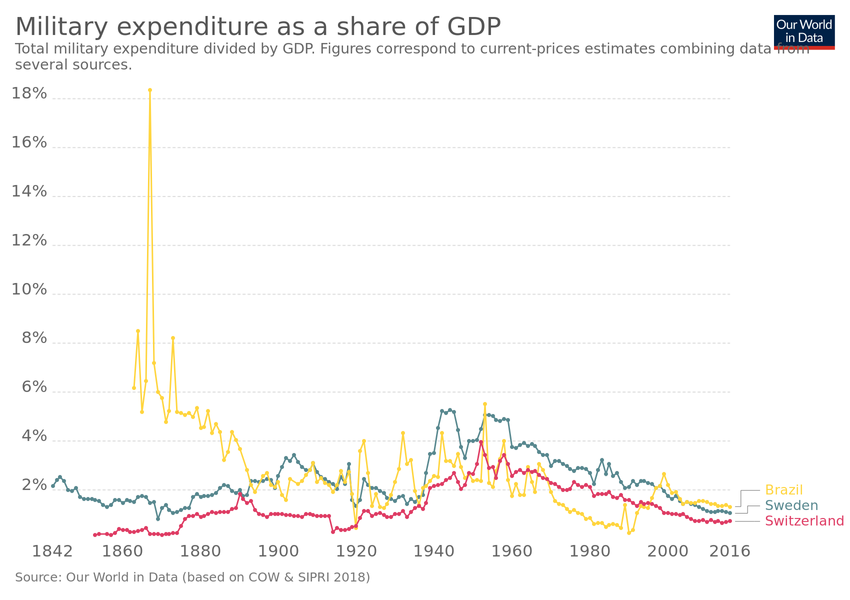 Military expenditure as a share of GDP
Our World
in Data
Total military expenditure divided by GDP. Figures correspond to current-prices estimates combining data from
several sources.
18%
16%
14%
12%
10%
8%
6%
4%
2%
Brazil
Sweden
Switzerland
1842 1860 1880 1900 1920 1940 1960 1980 2000 2016
Source: Our World in Data (based on COW & SIPRI 2018)